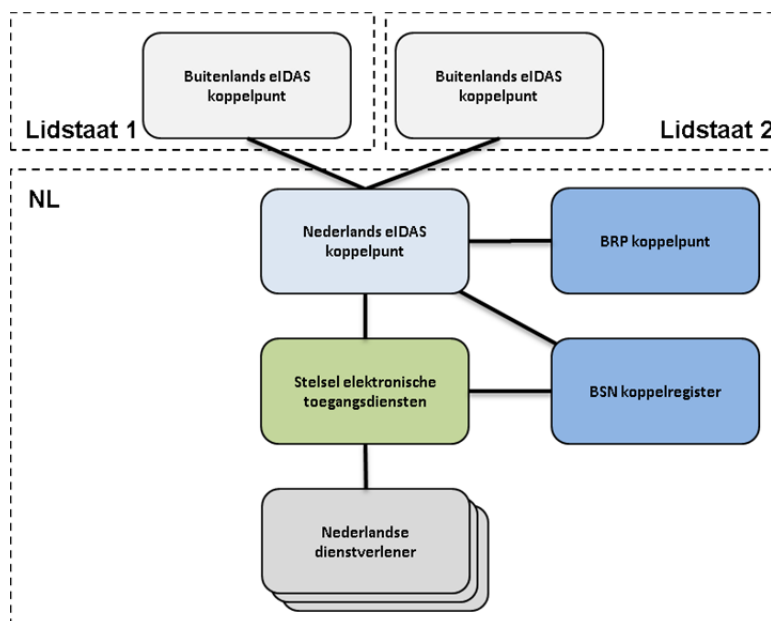 Buitenlands eIDAS
koppelpunt
Buitenlands eIDAS
koppelpunt
Lidstaat 1
Lidstaat 2
NL
Nederlands eIDAS
koppelpunt
BRP koppelpunt
Stelsel elektronische
toegangsdiensten
BSN koppelregister
Nederlandse
dienstverlener